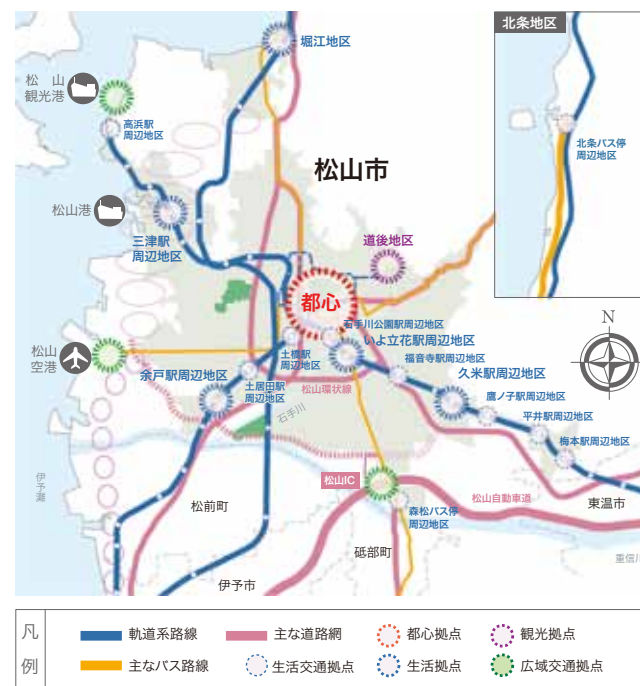 北条地区
堀江地区
松 山
観光港
高浜駅
周辺地区
北条バス停
周辺地区
松山市
松山港
三津駅
周辺地区
道後地区
都心
N
石手川公園駅周辺地区
いよ立花駅周辺地区
松山
空港
土橋駅
周辺地区
福音寺駅周辺地区
余戸駅周辺地区
久米駅周辺地区
土居田駅
周辺地区
松山環状線
鷹ノ子駅周辺地区
石手川
平井駅周辺地区
梅本駅周辺地区
伊予灘
松山IC
松前町
松山自動車道
東温市
森松バス停
周辺地区
砥部町
重信川
伊予市
凡例
軌道系路線
主な道路網
都心拠点
観光拠点
主なバス路線
生活交通拠点
生活拠点
広域交通拠点